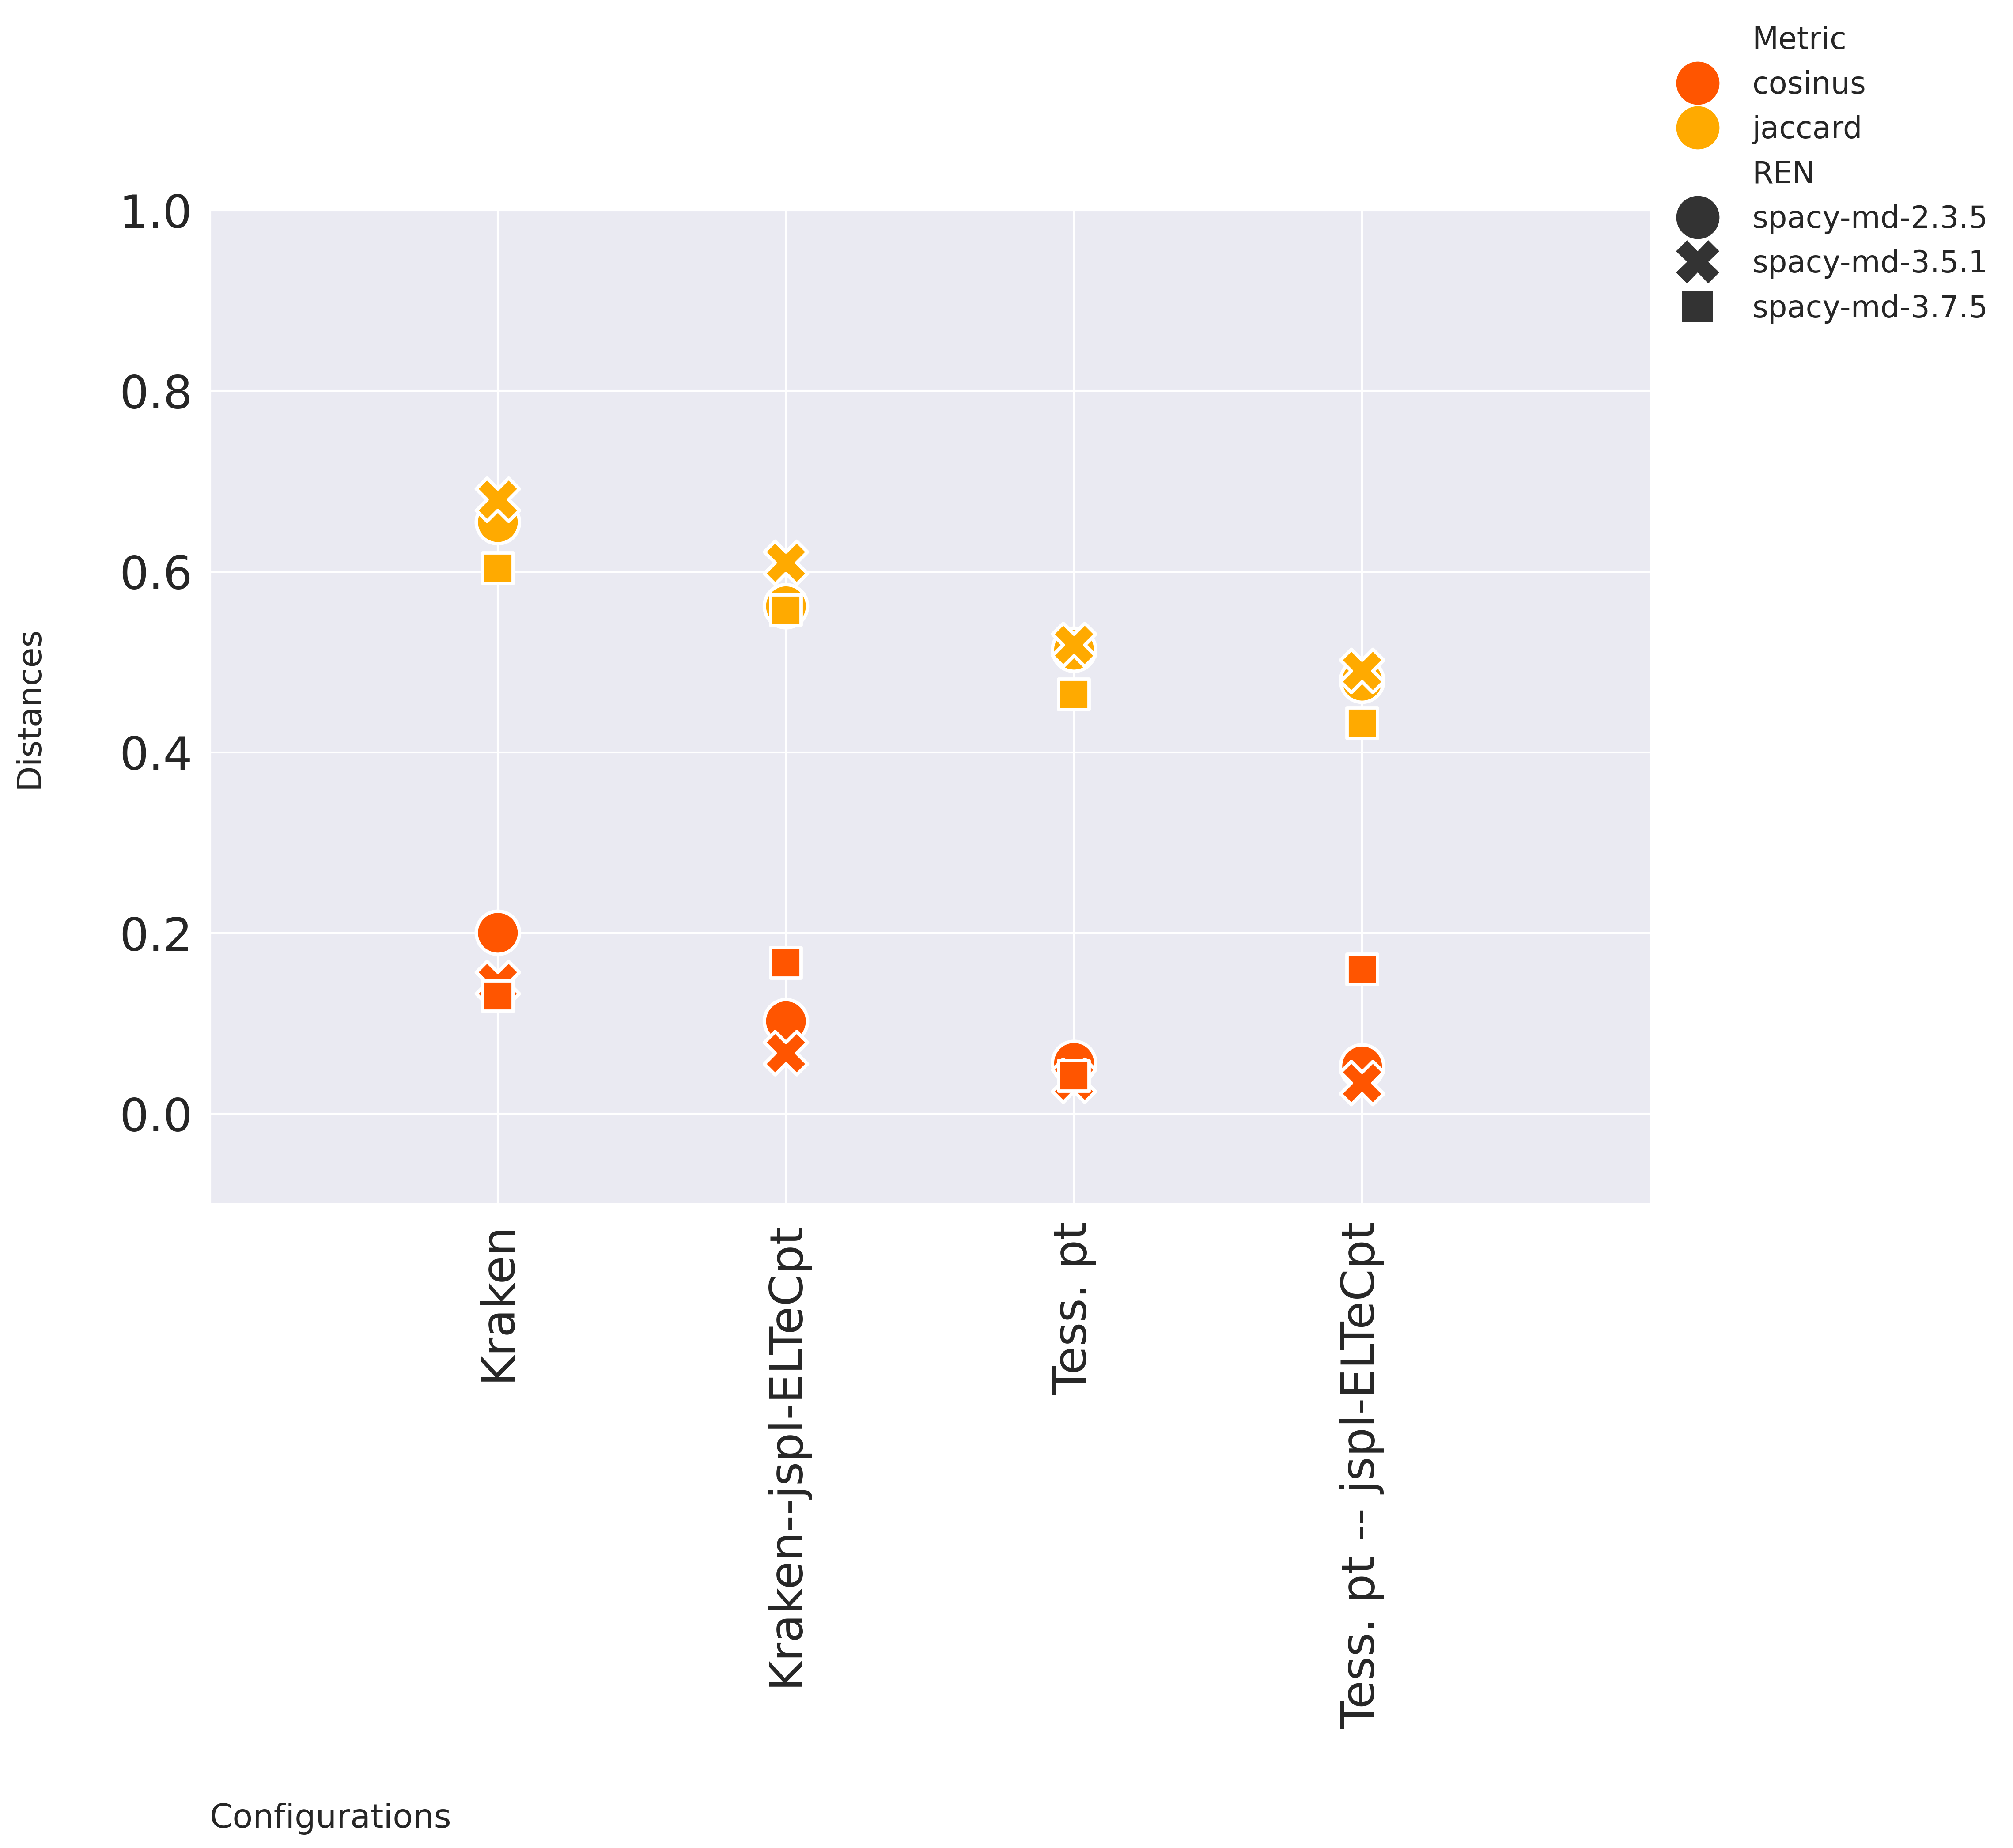 Metric
cosinus
jaccard
REN
spacy-md-2.3.5
spacy-md-3.5.1
spacy-md-3.7.5
1.0
0.8
0.6
0.4
0.2
0.0
Distances
Kraken
Kraken--jspl-ELTeCpt
Tess. pt
Tess. pt -- jspl-ELTeCpt
Configurations